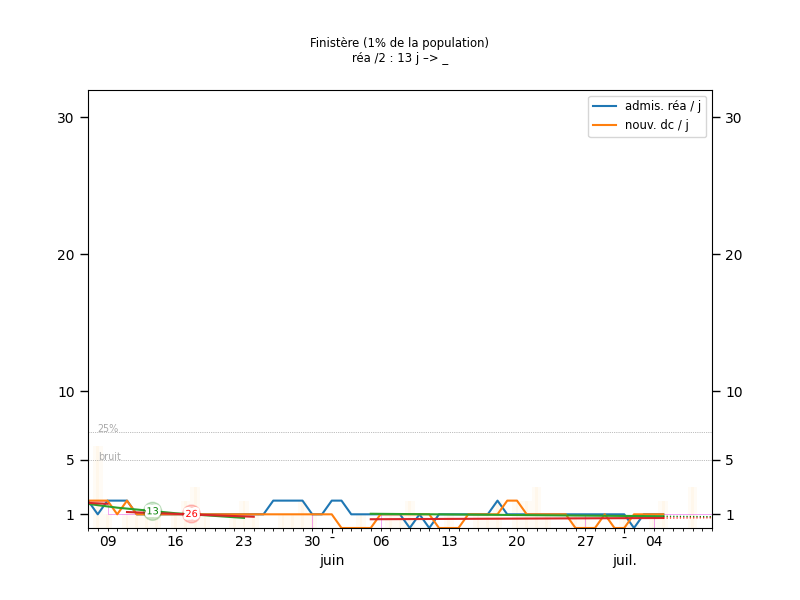 Finistère (1% de la population)
réa /2 : 13 j –> _
admis. réa / j
nouv. dc / j
30 30
20 20
10 10
25%
bruit
5 5
13 26
1 1
09 16 23 30 - 06 13 20 27 - 04
juin juil.